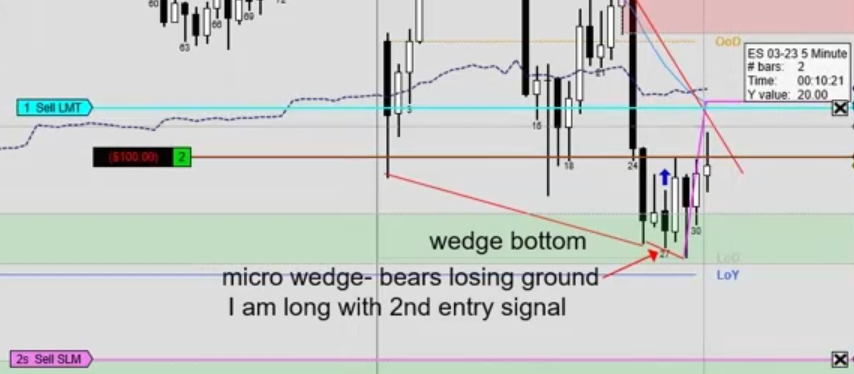 60
66
69
72
63
OoD
ES 03-23 5 Minute
# bars: 2
Time: 00:10:21
Y value: 20.00
21
1 Sell LMT
3
15
($100.00) 2
18
24
30
wedge bottom
27
LoD
micro wedge- bears losing ground
LoY
I am long with 2nd entry signal
2s Sell SLM